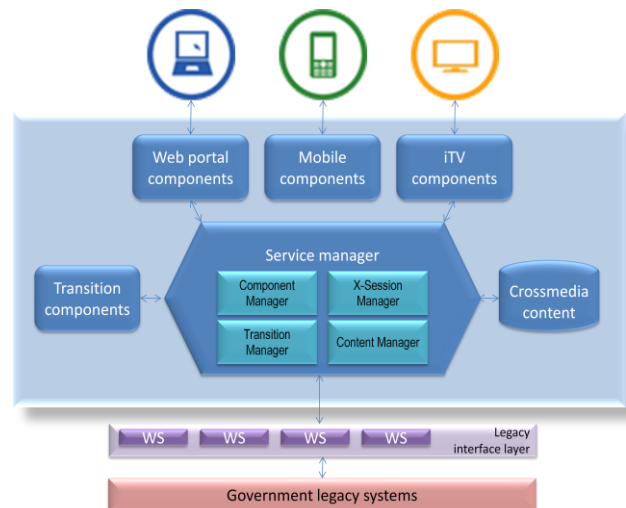 Web portal
components
Mobile
components
iTV
components
Service manager
Transition
components
Component
Manager
X-Session
Manager
Transition
Manager
Content Manager
Crossmedia
content
WS
WS
WS
WS
Legacy
interface layer
Government legacy systems